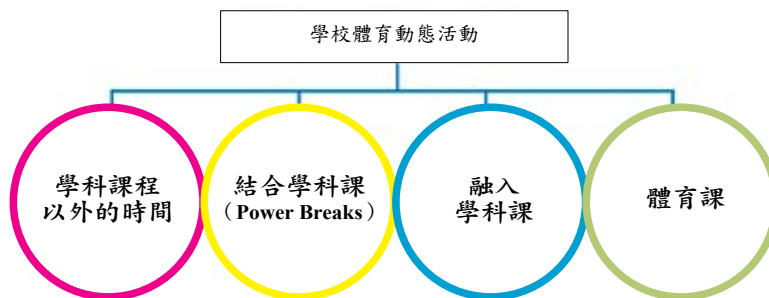 學校體育動態活動
學科課程
以外的時間
結合學科課
（Power Breaks）
融入
學科課
體育課